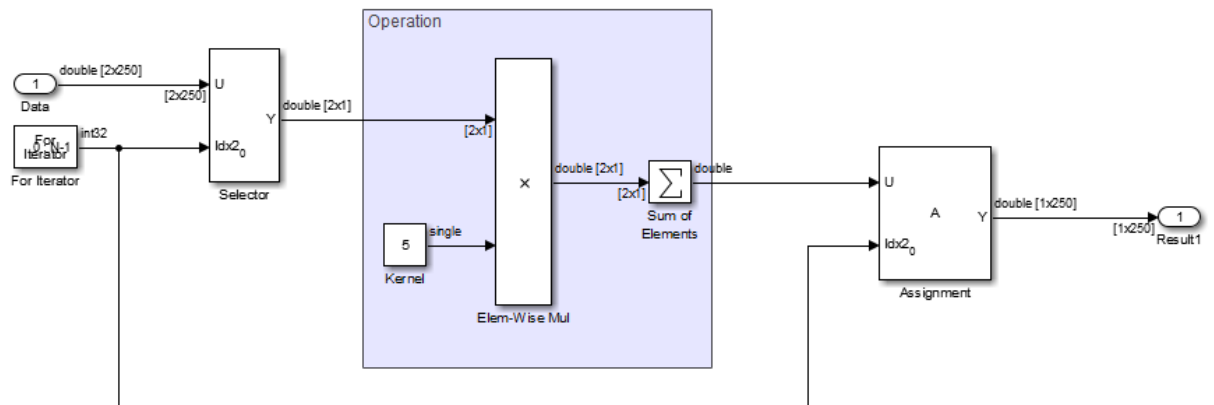 Operation
double [2x250]
1
U
[2x250]
Data
Y
double [2x1]
[2x1]
For
Iterator
0 : N-1
int32
Idx2
0
For Iterator
Selector
×
double [2x1]
[2x1]
∑
double
Sum of
Elements
5
single
Kernel
Elem-Wise Mul
U
A
Y
double [1x250]
[1x250]
1
Result1
Idx2
0
Assignment